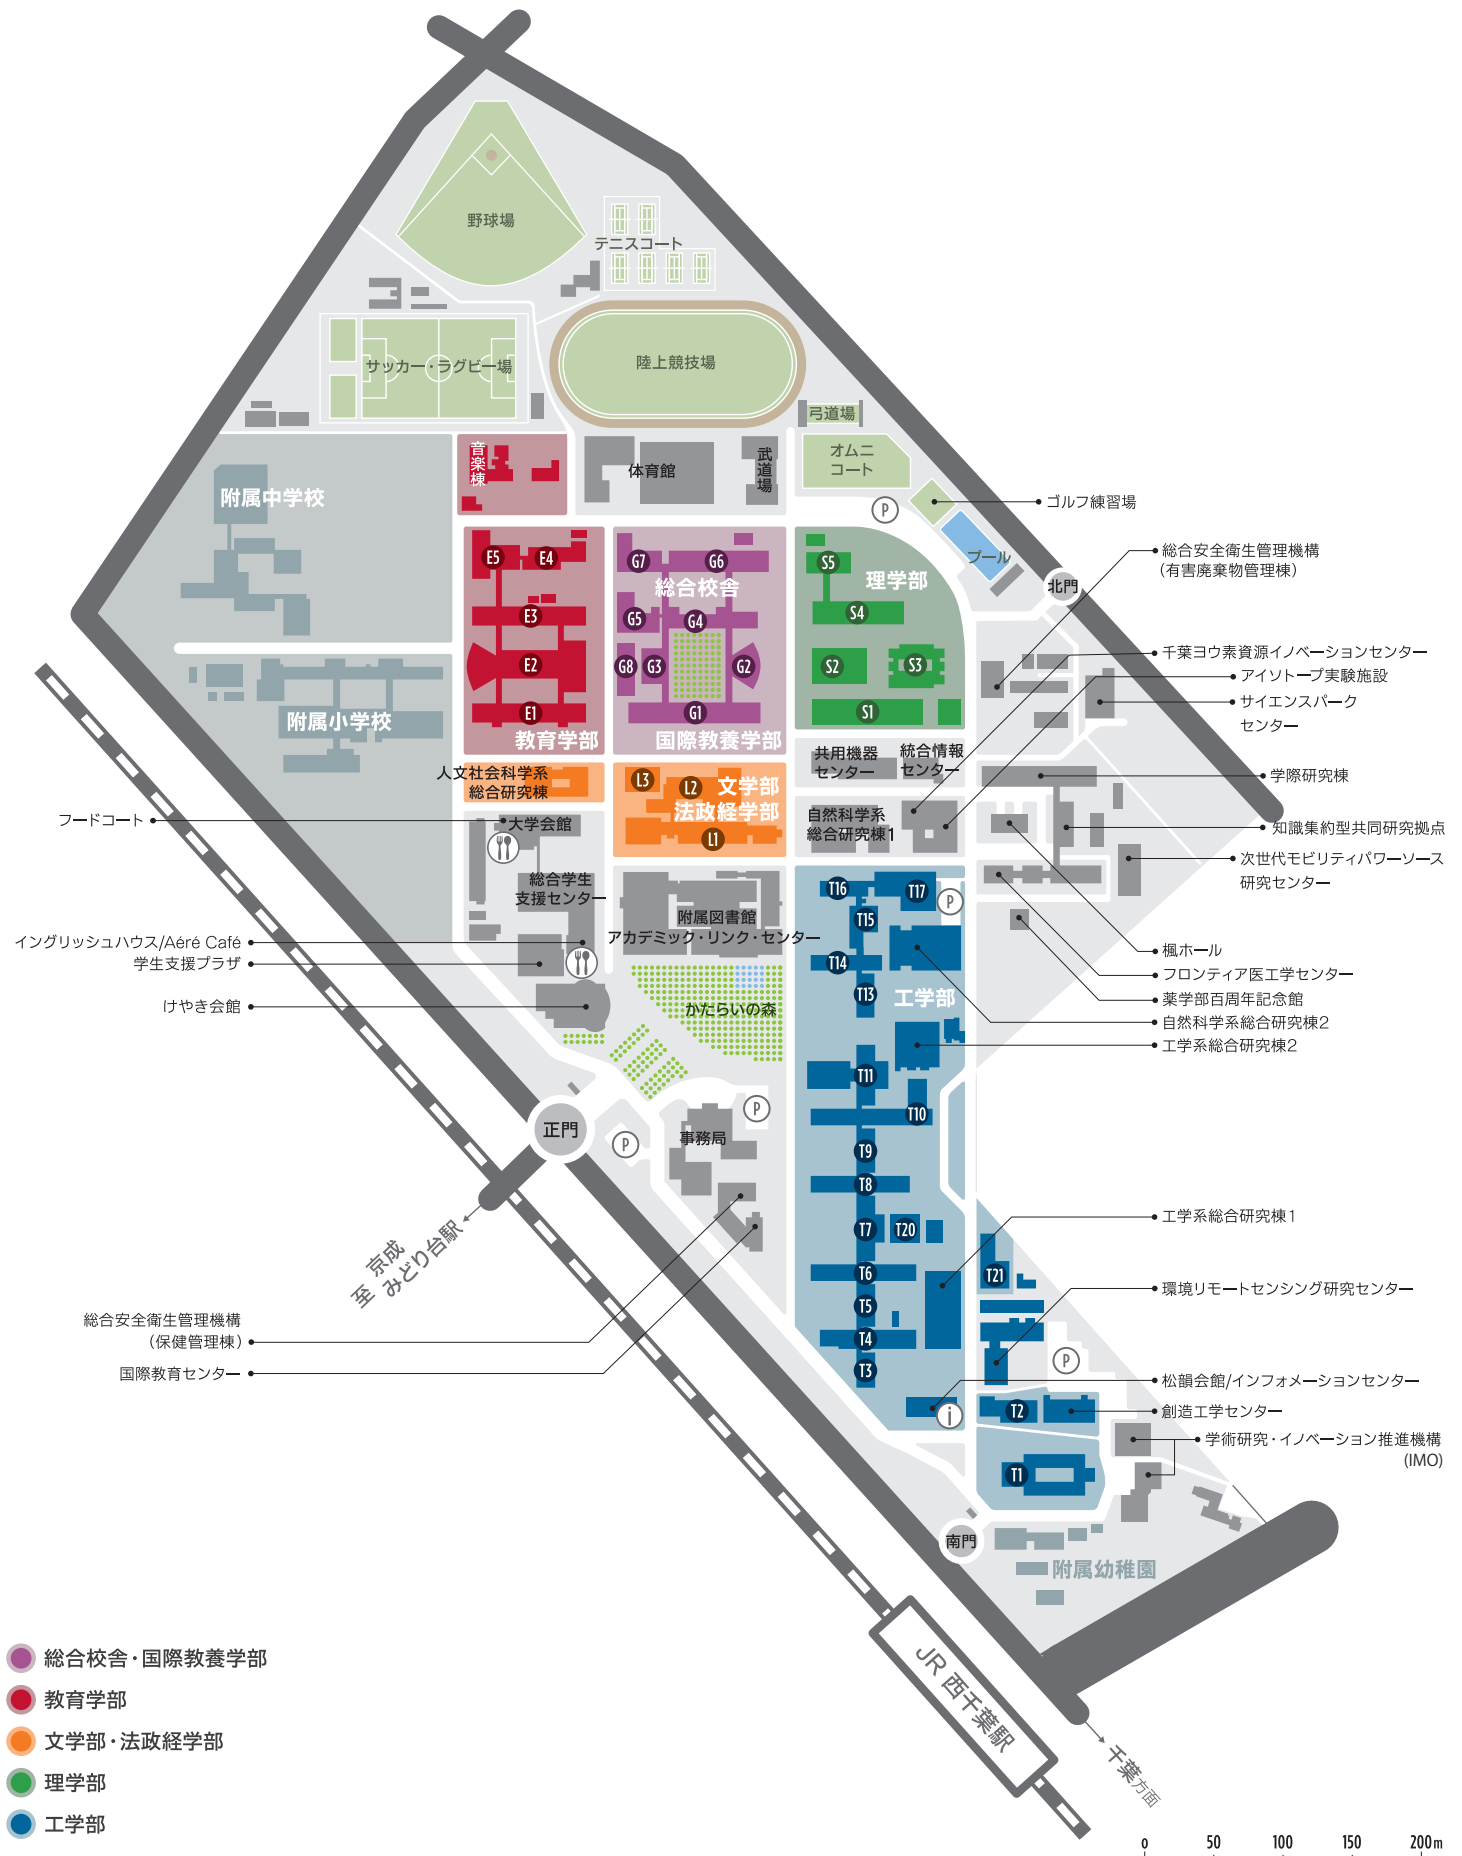 野球場
テニスコート
サッカー・ラグビー場
陸上競技場
弓道場
オムニ
コート
音楽棟
体育館
武道場
P
ゴルフ練習場
プール
北門
附属中学校
附属小学校
E5
E4
E3
E2
E1
教育学部
G7
G6
総合校舎
G5
G4
G8
G3
G2
G1
国際教養学部
S5
理学部
S4
S2
S3
S1
総合安全衛生管理機構
(有害廃棄物管理棟)
千葉ヨウ素資源イノベーションセンター
アイソトープ実験施設
サイエンスパーク
センター
学際研究棟
知識集約型共同研究拠点
次世代モビリティパワーソース
研究センター
楓ホール
フロンティア医工学センター
薬学部百周年記念館
自然科学系総合研究棟2
工学系総合研究棟2
人文社会科学系
総合研究棟
L3
L2
文学部
法政経学部
L1
共用機器
センター
統合情報
センター
自然科学系
総合研究棟1
フードコート
大学会館
総合学生
支援センター
附属図書館
アカデミック・リンク・センター
イングリッシュハウス/Aéré Café
学生支援プラザ
けやき会館
かたらいの森
T16
T17
P
T15
T14
T13
工学部
T11
T10
T9
T8
T7
T20
T6
T5
T4
T3
T21
T2
T1
正門
P
P
事務局
至 京成
みどり台駅
総合安全衛生管理機構
(保健管理棟)
国際教育センター
工学系総合研究棟1
環境リモートセンシング研究センター
P
松韻会館/インフォメーションセンター
i
創造工学センター
学術研究・イノベーション推進機構
(IMO)
南門
附属幼稚園
JR 西千葉駅
千葉方面
総合校舎・国際教養学部
教育学部
文学部・法政経学部
理学部
工学部
0 50 100 150 200m